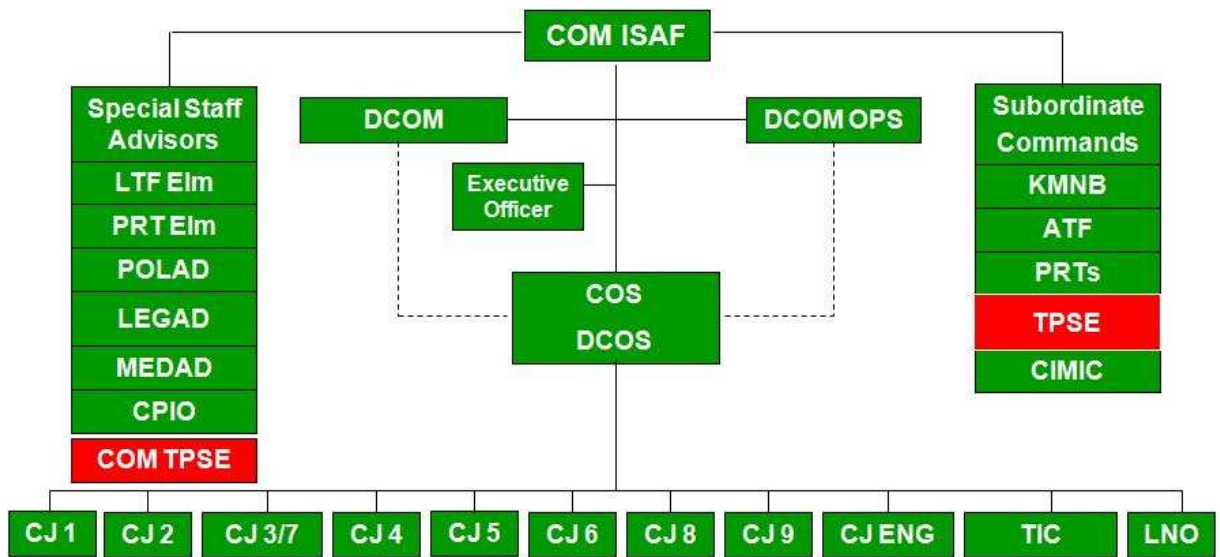 COM ISAF
Special Staff
Advisors
LTF Elm
PRT Elm
POLAD
LEGAD
MEDAD
CPIO
COM TPSE
DCOM
DCOM OPS
Executive
Officer
COS
DCOS
Subordinate
Commands
KMNB
ATF
PRTs
TPSE
CIMIC
CJ 1
CJ 2
CJ 3/7
CJ 4
CJ 5
CJ 6
CJ 8
CJ 9
CJ ENG
TIC
LNO